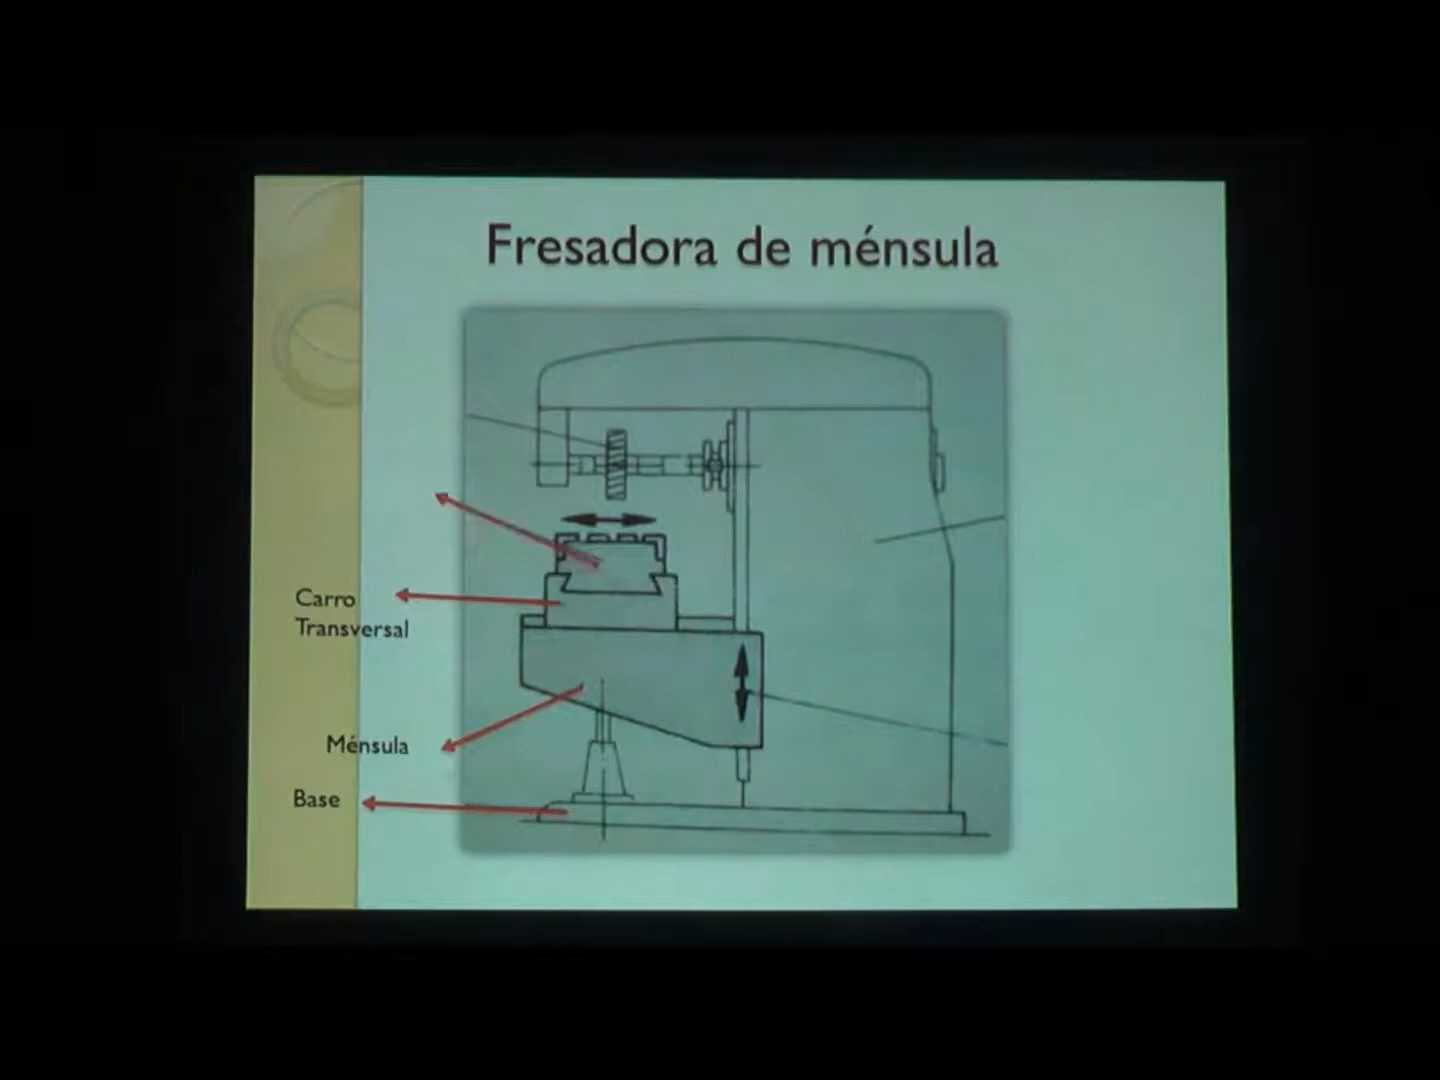 Fresadora de ménsula
Carro
Transversal
Ménsula
Base